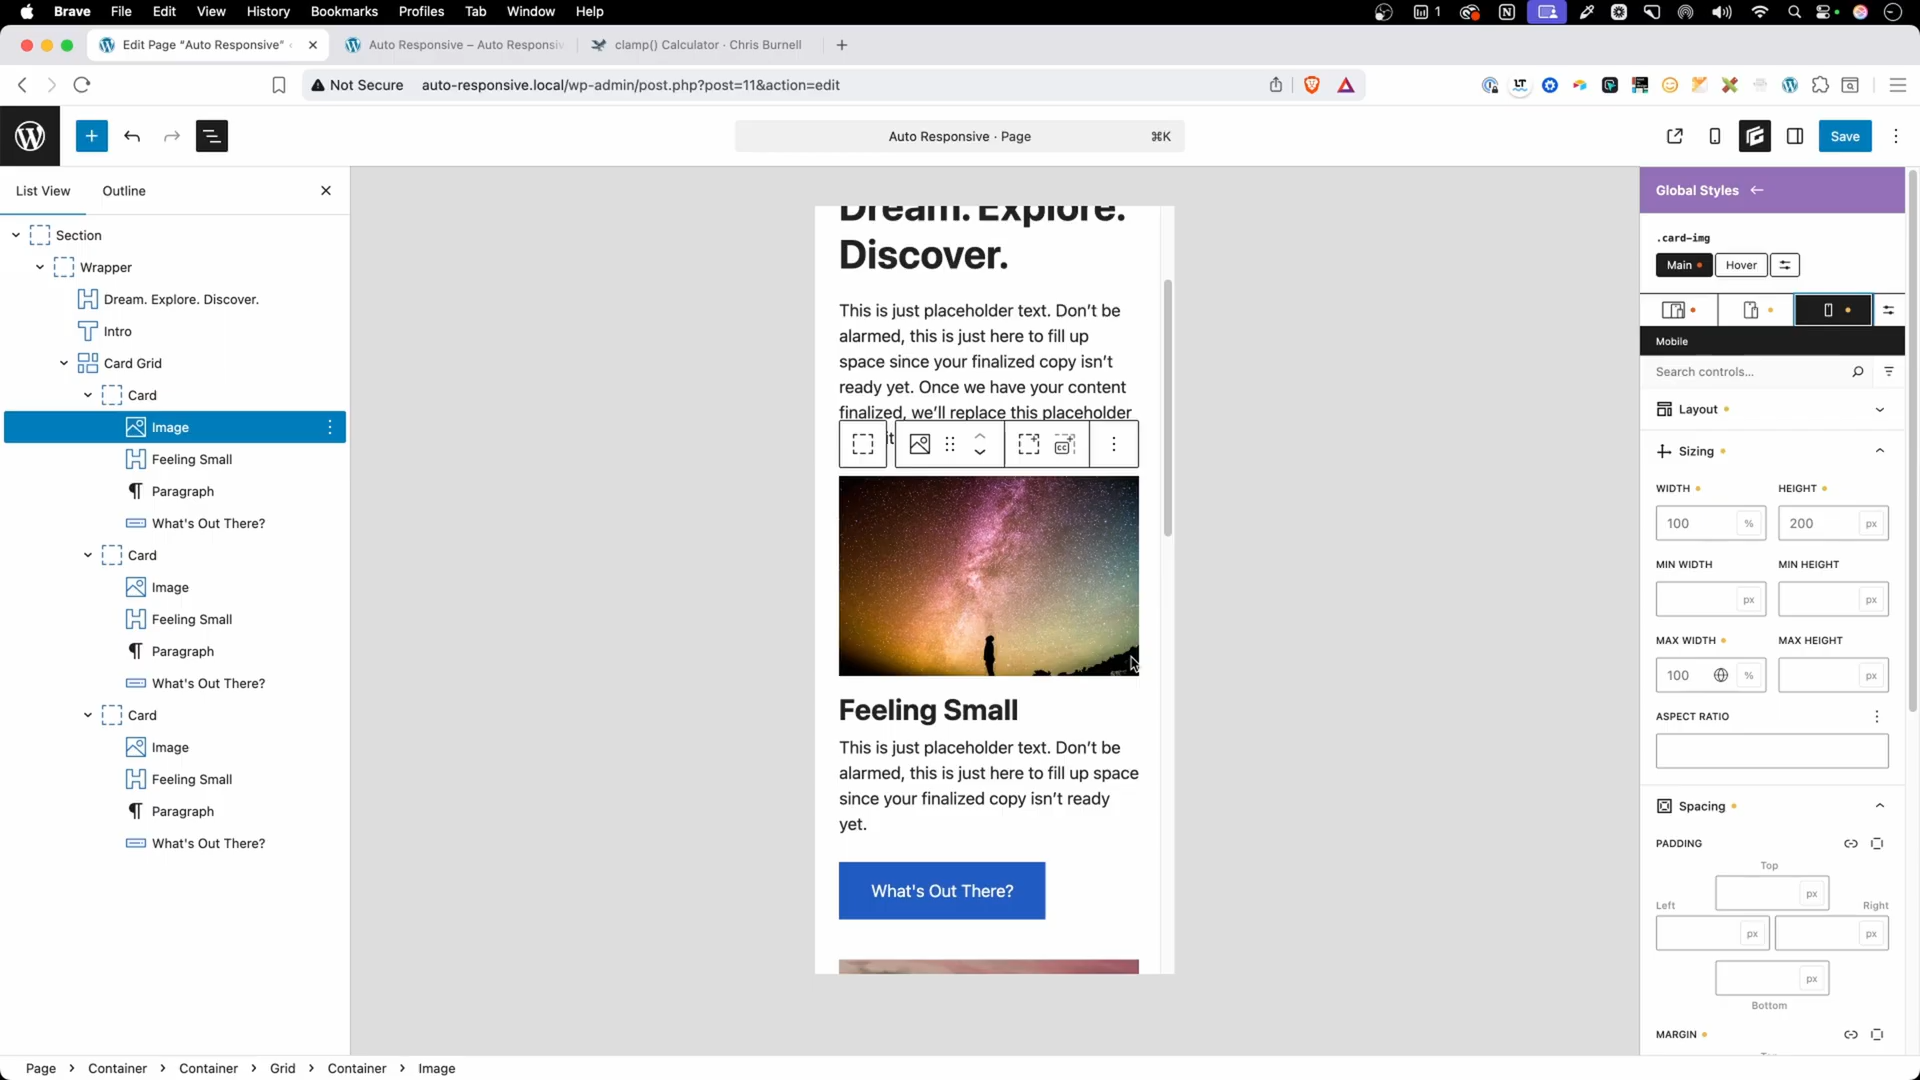 Brave File Edit View History Bookmarks Profiles Tab Window Help
1
Edit Page “Auto Responsive”
Auto Responsive – Auto Responsiv
clamp() Calculator · Chris Burnell
Not Secure auto-responsive.local/wp-admin/post.php?post=11&action=edit
Auto Responsive · Page ⌘K
Save
List View Outline
Section
Wrapper
Dream. Explore. Discover.
Intro
Card Grid
Card
Image
Feeling Small
Paragraph
What's Out There?
Card
Image
Feeling Small
Paragraph
What's Out There?
Card
Image
Feeling Small
Paragraph
What's Out There?
Dream. Explore.
Discover.
This is just placeholder text. Don’t be
alarmed, this is just here to fill up
space since your finalized copy isn’t
ready yet. Once we have your content
finalized, we’ll replace this placeholder
Feeling Small
This is just placeholder text. Don’t be
alarmed, this is just here to fill up space
since your finalized copy isn’t ready
yet.
What's Out There?
Global Styles
.card-img
Main Hover
Mobile
Search controls...
Layout
Sizing
WIDTH HEIGHT
100 % 200 px
MIN WIDTH MIN HEIGHT
px px
MAX WIDTH MAX HEIGHT
100 % px
ASPECT RATIO
Spacing
PADDING
Top
px
Left Right
px px
px
Bottom
MARGIN
Page > Container > Container > Grid > Container > Image